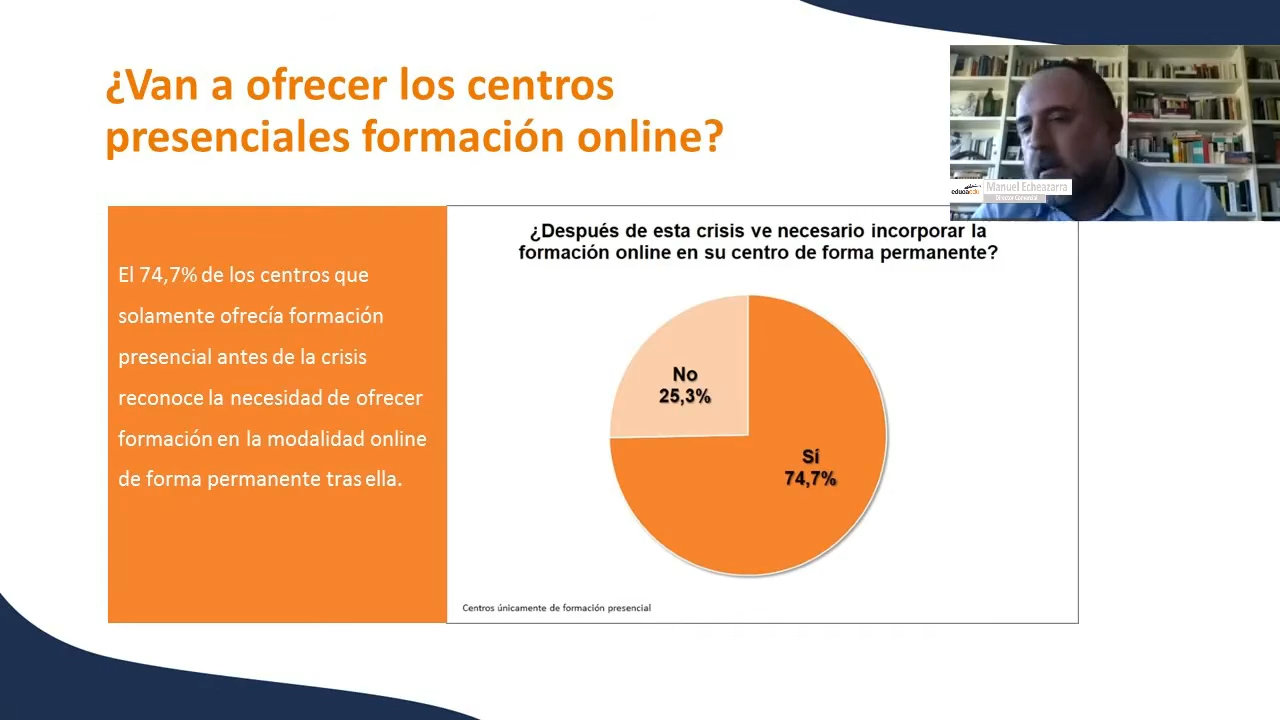 ¿Van a ofrecer los centros
presenciales formación online?
educaedu
Manuel Echeazarra
Director Comercial
El 74,7% de los centros que
solamente ofrecía formación
presencial antes de la crisis
reconoce la necesidad de ofrecer
formación en la modalidad online
de forma permanente tras ella.
¿Después de esta crisis ve necesario incorporar la
formación online en su centro de forma permanente?
No
25,3%
Sí
74,7%
Centros únicamente de formación presencial